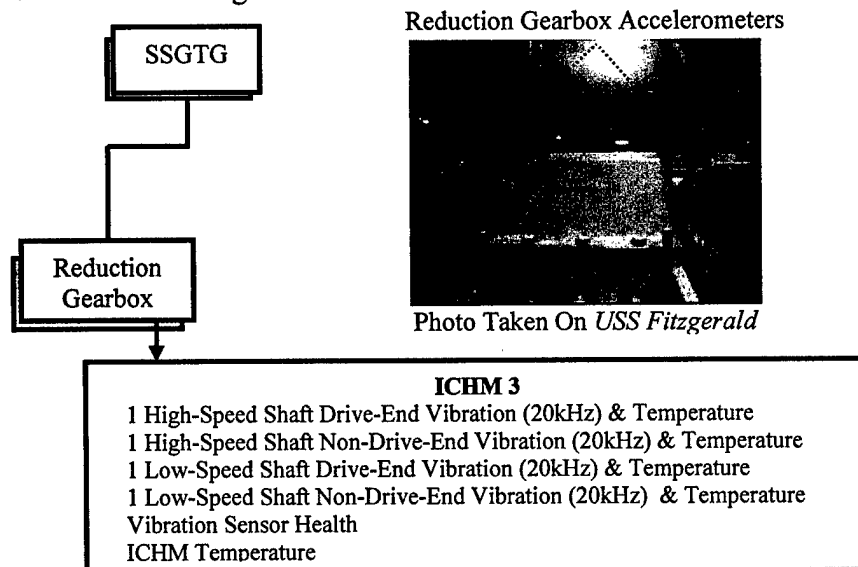 Reduction Gearbox Accelerometers
SSGTG
Reduction
Gearbox
Photo Taken On USS Fitzgerald
ICHM 3
1 High-Speed Shaft Drive-End Vibration (20kHz) & Temperature
1 High-Speed Shaft Non-Drive-End Vibration (20kHz) & Temperature
1 Low-Speed Shaft Drive-End Vibration (20kHz) & Temperature
1 Low-Speed Shaft Non-Drive-End Vibration (20kHz) & Temperature
Vibration Sensor Health
ICHM Temperature